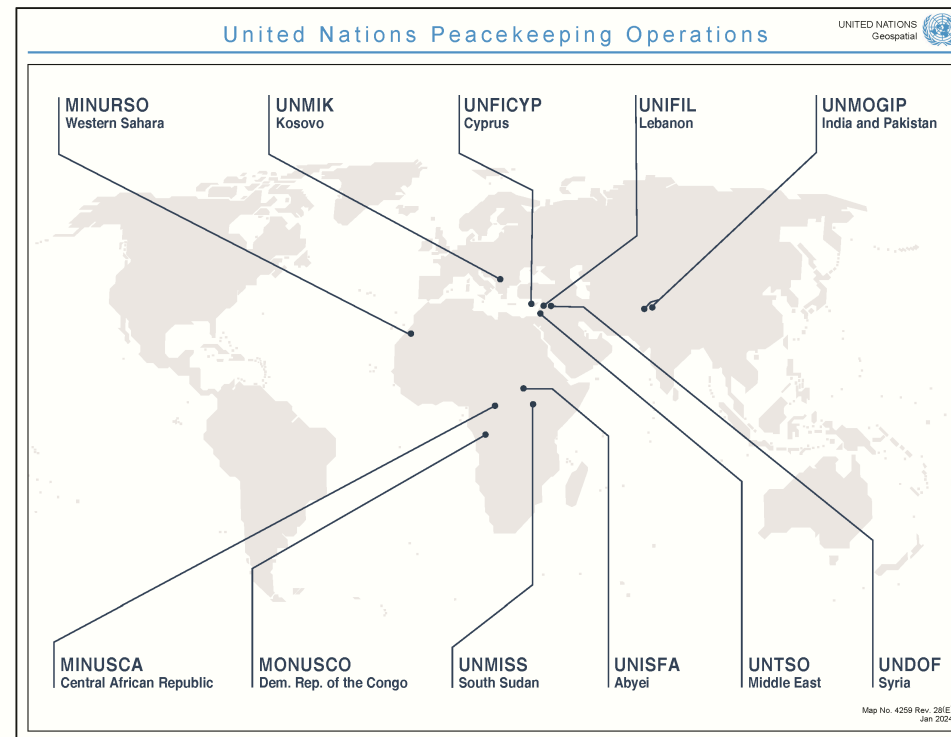 United Nations Peacekeeping Operations
UNITED NATIONS
Geospatial
MINURSO
Western Sahara
UNMIK
Kosovo
UNFICYP
Cyprus
UNIFIL
Lebanon
UNMOGIP
India and Pakistan
MINUSCA
Central African Republic
MONUSCO
Dem. Rep. of the Congo
UNMISS
South Sudan
UNISFA
Abyei
UNTSO
Middle East
UNDOF
Syria
Map No. 4259 Rev. 28(E
Jan 2024